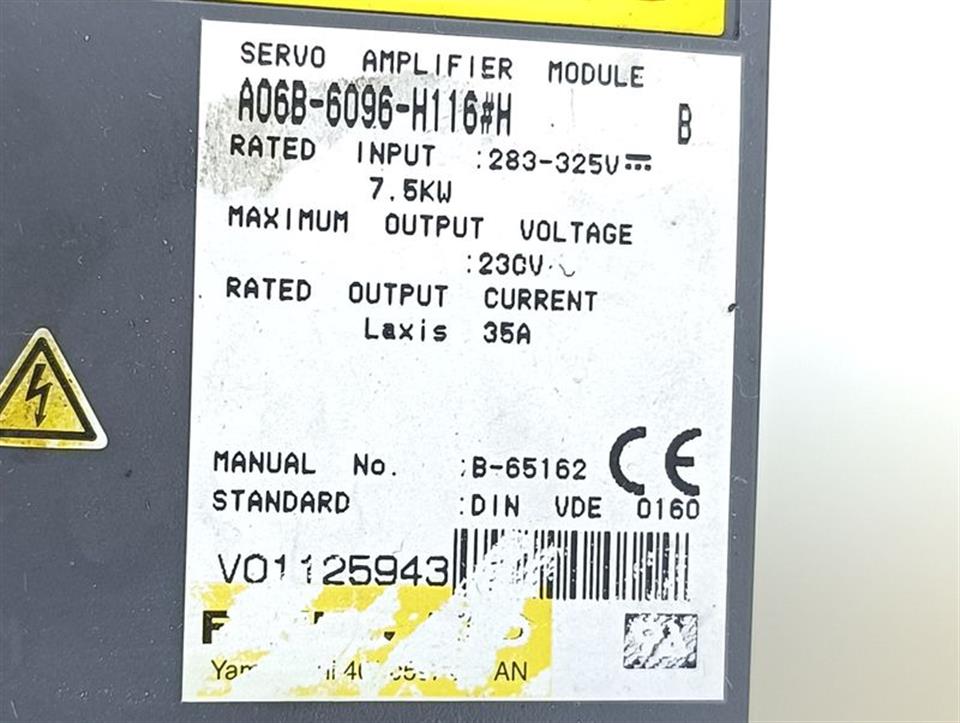 SERVO AMPLIFIER MODULE
A06B-6096-H116#H B
RATED INPUT :283-325V⎓
7.5KW
MAXIMUM OUTPUT VOLTAGE
:230V~
RATED OUTPUT CURRENT
Laxis 35A
MANUAL No. :B-65162
STANDARD :DIN VDE 0160
CE
V01125943